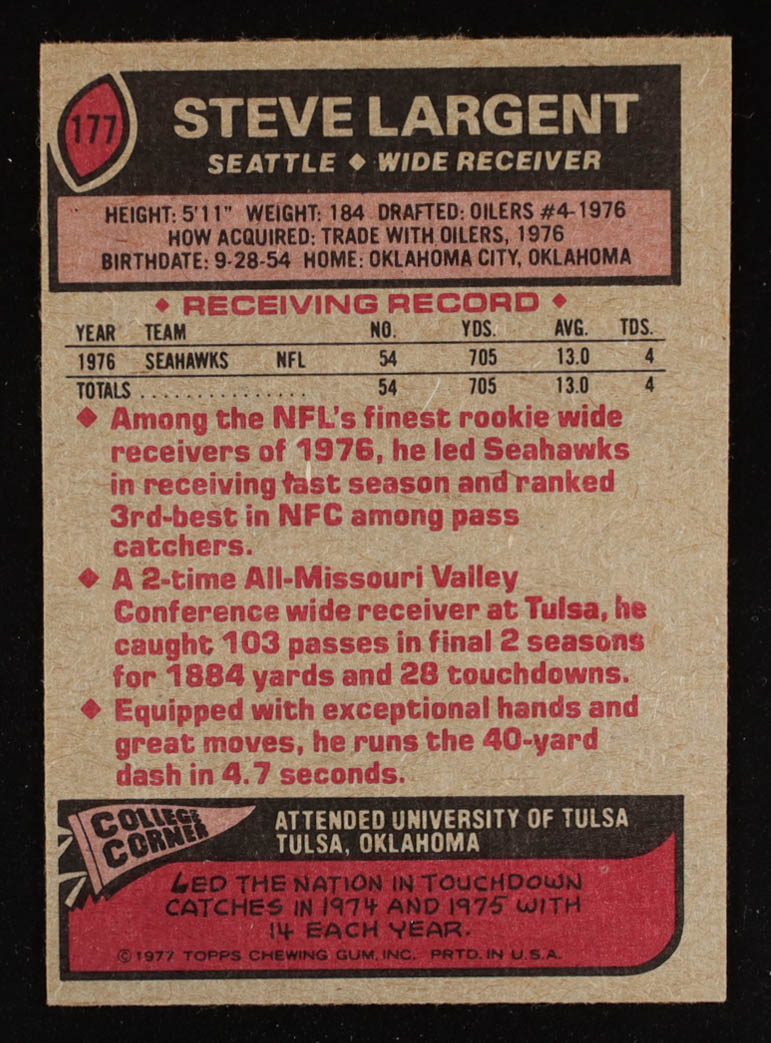 177
STEVE LARGENT
SEATTLE ◆ WIDE RECEIVER
HEIGHT: 5'11" WEIGHT: 184 DRAFTED: OILERS #4-1976
HOW ACQUIRED: TRADE WITH OILERS, 1976
BIRTHDATE: 9-28-54 HOME: OKLAHOMA CITY, OKLAHOMA
◆ RECEIVING RECORD ◆
YEAR TEAM NO. YDS. AVG. TDS.
1976 SEAHAWKS NFL 54 705 13.0 4
TOTALS . . . . . . . . . . . . . . . . 54 705 13.0 4
◆ Among the NFL's finest rookie wide
receivers of 1976, he led Seahawks
in receiving last season and ranked
3rd-best in NFC among pass
catchers.
◆ A 2-time All-Missouri Valley
Conference wide receiver at Tulsa, he
caught 103 passes in final 2 seasons
for 1884 yards and 28 touchdowns.
◆ Equipped with exceptional hands and
great moves, he runs the 40-yard
dash in 4.7 seconds.
COLLEGE
CORNER
ATTENDED UNIVERSITY OF TULSA
TULSA, OKLAHOMA
LED THE NATION IN TOUCHDOWN
CATCHES IN 1974 AND 1975 WITH
14 EACH YEAR.
© 1977 TOPPS CHEWING GUM, INC. PRTD. IN U.S.A.